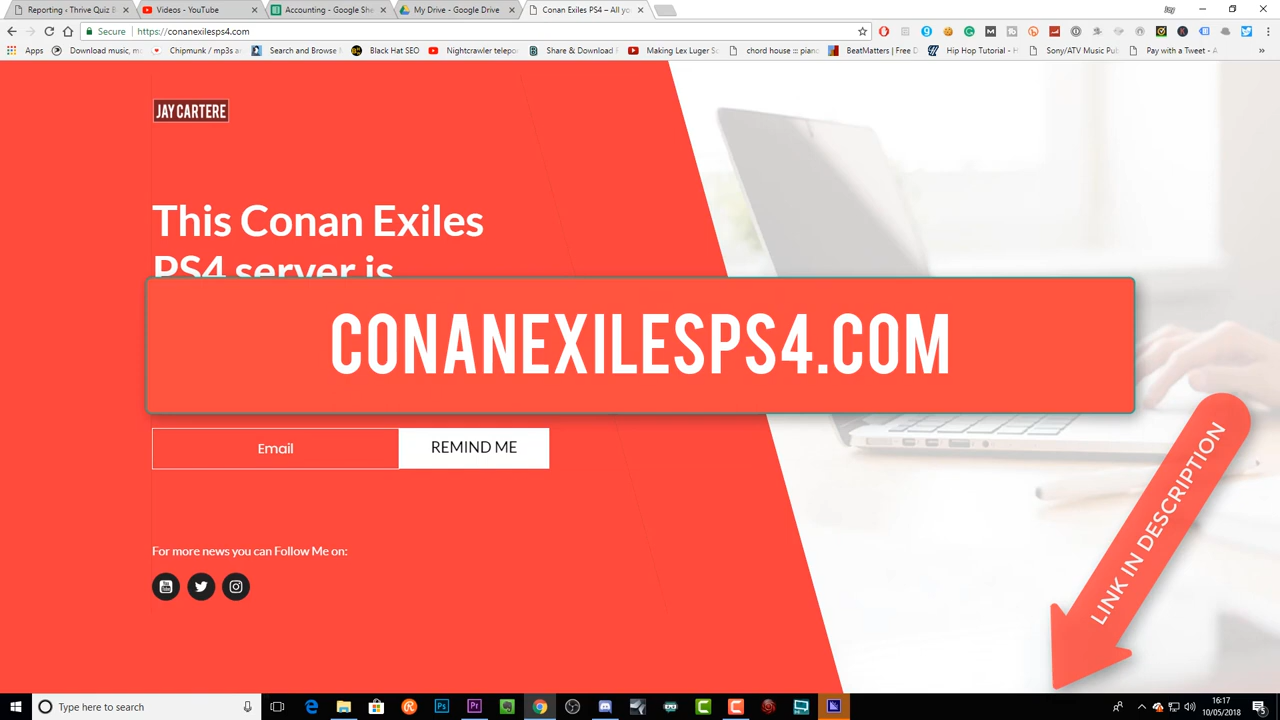 Reporting ‹ Thrive Quiz B
Videos - YouTube
Accounting - Google She
My Drive - Google Drive
Conan Exiles PS4 – All yo
Secure
https://conanexilesps4.com
Apps
Download music, m
Chipmunk / mp3s ar
Search and Browse
Black Hat SEO
Nightcrawler telepor
Share & Download F
Making Lex Luger Sc
chord house ::: pian
BeatMatters | Free D
Hip Hop Tutorial - H
Sony/ATV Music Pub
Pay with a Tweet - A
JAY CARTERE
This Conan Exiles
PS4 server is
CONANEXILESPS4.COM
Email
REMIND ME
For more news you can Follow Me on:
LINK IN DESCRIPTION
Type here to search
16:17
10/05/2018